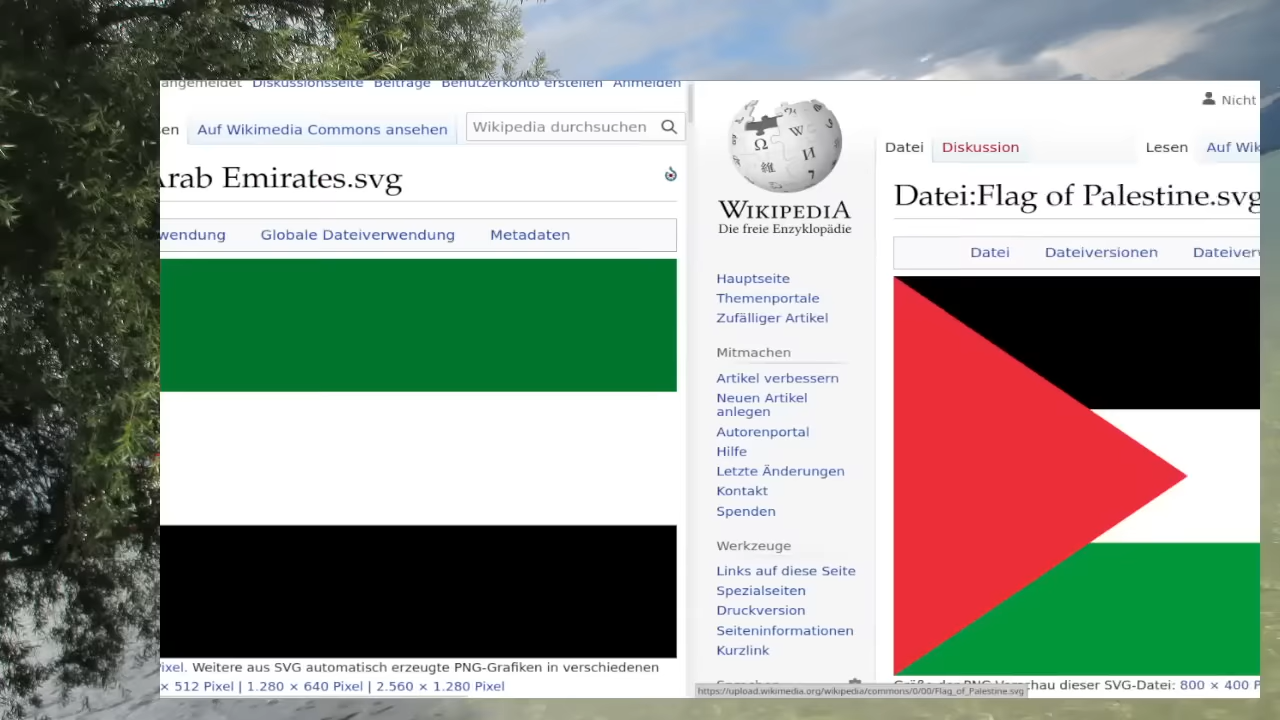 angemeldet Diskussionsseite Beiträge Benutzerkonto erstellen Anmelden
en Auf Wikimedia Commons ansehen Wikipedia durchsuchen
Arab Emirates.svg
wendung Globale Dateiverwendung Metadaten
ixel. Weitere aus SVG automatisch erzeugte PNG-Grafiken in verschiedenen
× 512 Pixel | 1.280 × 640 Pixel | 2.560 × 1.280 Pixel
WIKIPEDIA
Die freie Enzyklopädie
Hauptseite
Themenportale
Zufälliger Artikel
Mitmachen
Artikel verbessern
Neuen Artikel
anlegen
Autorenportal
Hilfe
Letzte Änderungen
Kontakt
Spenden
Werkzeuge
Links auf diese Seite
Spezialseiten
Druckversion
Seiteninformationen
Kurzlink
Sprachen
https://upload.wikimedia.org/wikipedia/commons/0/00/Flag_of_Palestine.svg
Nicht
Datei Diskussion Lesen Auf Wik
Datei:Flag of Palestine.svg
Datei Dateiversionen Dateiverw
Größe der PNG-Vorschau dieser SVG-Datei: 800 × 400 P